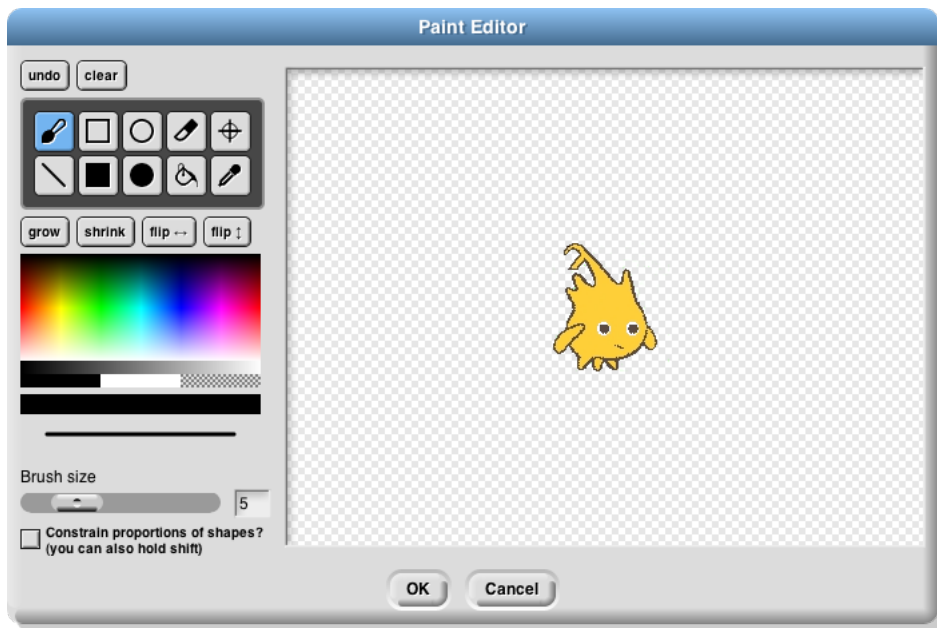 Paint Editor
undo clear
grow shrink flip ↔ flip ↕
Brush size
5
Constrain proportions of shapes?
(you can also hold shift)
OK Cancel